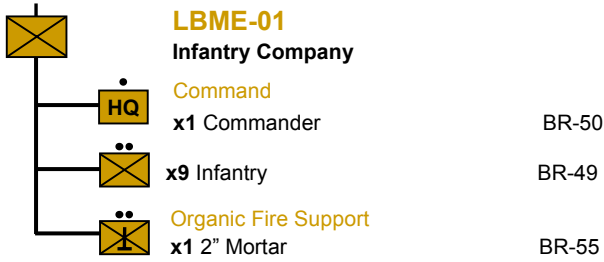 LBME-01
Infantry Company
Command
HQ
x1 Commander BR-50
x9 Infantry BR-49
Organic Fire Support
x1 2” Mortar BR-55